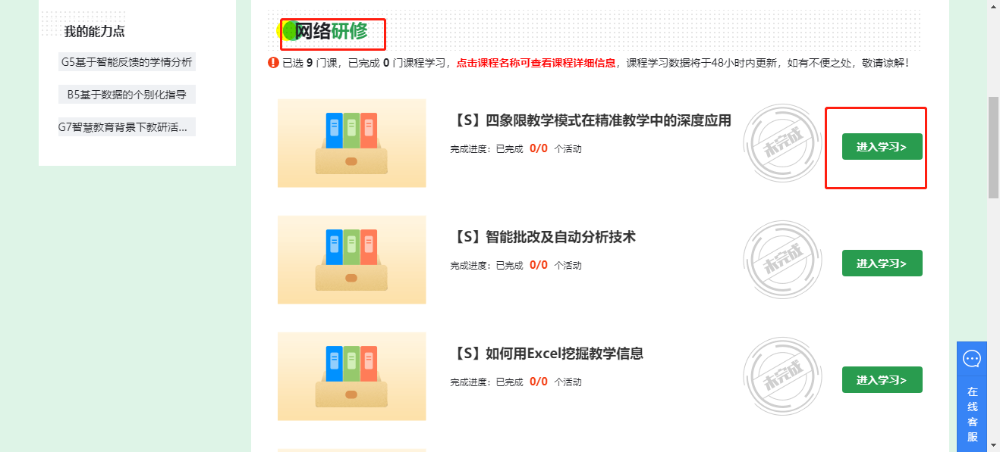 我的能力点
G5基于智能反馈的学情分析
B5基于数据的个别化指导
G7智慧教育背景下教研活...
网络研修
已选 9 门课，已完成 0 门课程学习，点击课程名称可查看课程详细信息，课程学习数据将于48小时内更新，如有不便之处，敬请谅解！
【S】四象限教学模式在精准教学中的深度应用
完成进度：已完成 0/0 个活动
未完成
进入学习>
【S】智能批改及自动分析技术
完成进度：已完成 0/0 个活动
未完成
进入学习>
【S】如何用Excel挖掘教学信息
完成进度：已完成 0/0 个活动
未完成
进入学习>
在线客服